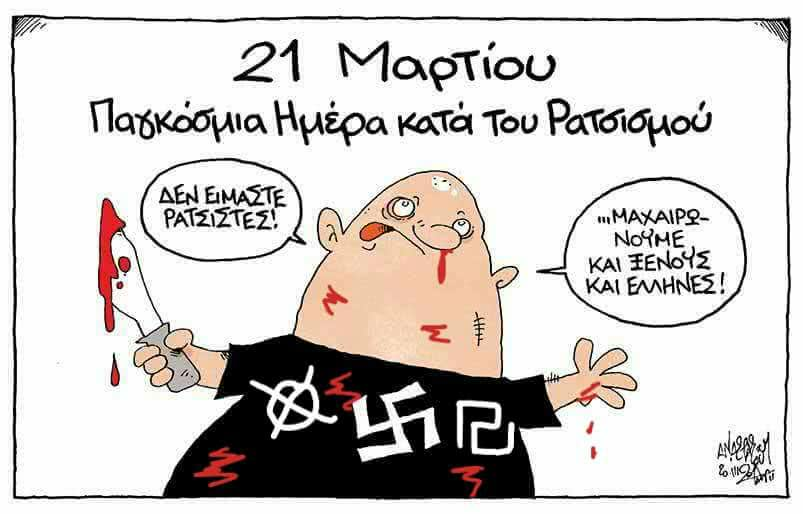 21 Μαρτίου
Παγκόσμια Ημέρα κατά του Ρατσισμού
ΔΕΝ ΕΙΜΑΣΤΕ
ΡΑΤΣΙΣΤΕΣ!
...ΜΑΧΑΙΡΩ-
ΝΟΥΜΕ
ΚΑΙ ΞΕΝΟΥΣ
ΚΑΙ ΕΛΛΗΝΕΣ!